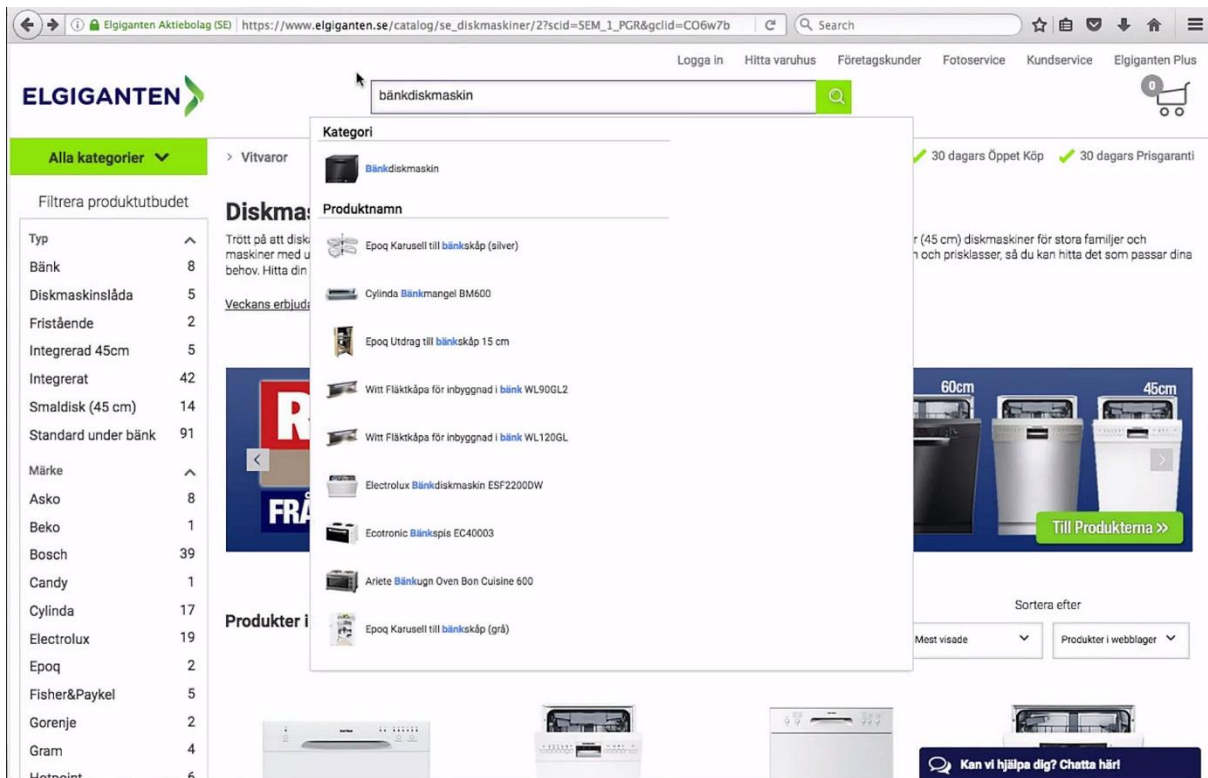 Elgiganten Aktiebolag (SE) https://www.elgiganten.se/catalog/se_diskmaskiner/2?scid=SEM_1_PGR&gclid=CO6w7b
Search
Logga in Hitta varuhus Företagskunder Fotoservice Kundservice Elgiganten Plus
ELGIGANTEN
bänkdiskmaskin
0
Kategori
Alla kategorier
> Vitvaror
Bänkdiskmaskin
30 dagars Öppet Köp 30 dagars Prisgaranti
Filtrera produktutbudet
Typ
Bänk 8
Diskmaskinslåda 5
Fristående 2
Integrerad 45cm 5
Integrerat 42
Smaldisk (45 cm) 14
Standard under bänk 91
Märke
Asko 8
Beko 1
Bosch 39
Candy 1
Cylinda 17
Electrolux 19
Epoq 2
Fisher&Paykel 5
Gorenje 2
Gram 4
Hotpoint 6
Produktnamn
Epoq Karusell till bänkskåp (silver)
Cylinda Bänkmangel BM600
Epoq Utdrag till bänkskåp 15 cm
Witt Fläktkåpa för inbyggnad i bänk WL90GL2
Witt Fläktkåpa för inbyggnad i bänk WL120GL
Electrolux Bänkdiskmaskin ESF2200DW
Ecotronic Bänkspis EC40003
Ariete Bänkugn Oven Bon Cuisine 600
Epoq Karusell till bänkskåp (grå)
Trött på att
maskiner med
(45 cm) diskmaskiner för stora familjer och
och prisklasser, så du kan hitta det som passar dina
behov. Hitta din
Veckans
60cm
45cm
Till Produkterna >>
Produkter i
Sortera efter
Mest visade
Produkter i webblager
Kan vi hjälpa dig? Chatta här!